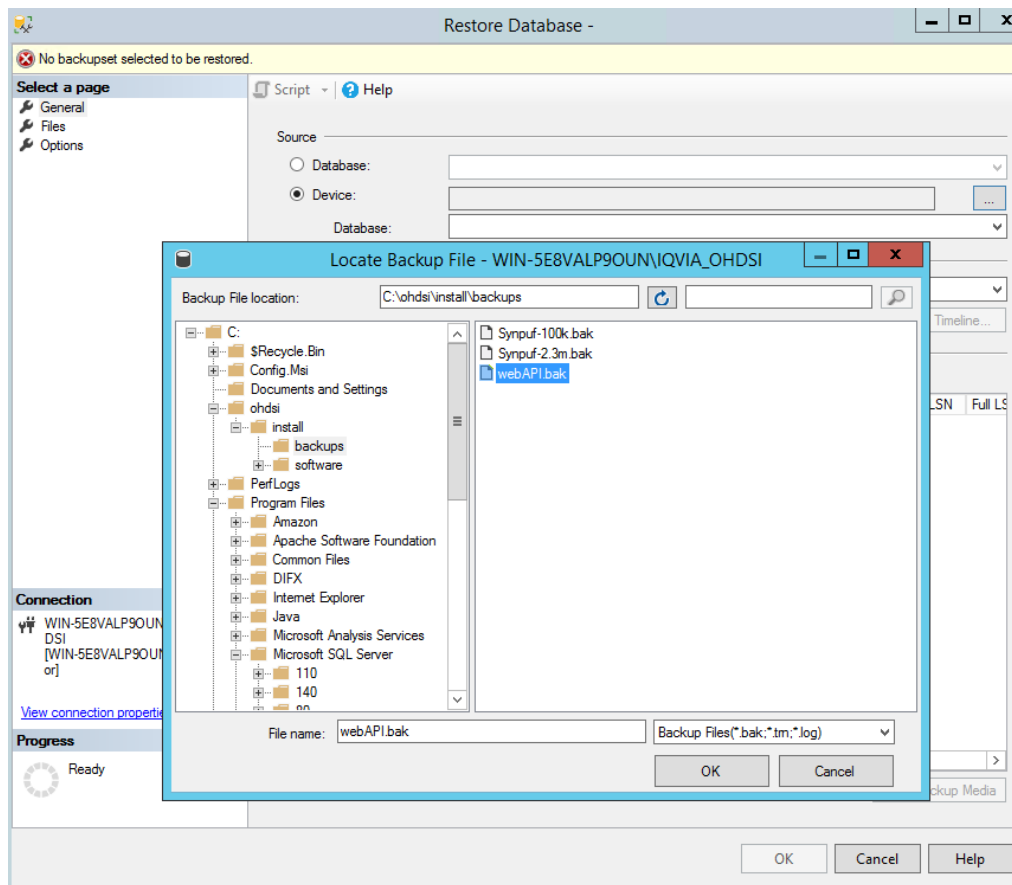 Restore Database -
No backupset selected to be restored.
Select a page
General
Files
Options
Script
Help
Source
Database:
Device:
...
Database:
Locate Backup File - WIN-5E8VALP9OUN\IQVIA_OHDSI
Backup File location:
C:\ohdsi\install\backups
C:
$Recycle.Bin
Config.Msi
Documents and Settings
ohdsi
install
backups
software
PerfLogs
Program Files
Amazon
Apache Software Foundation
Common Files
DIFX
Internet Explorer
Java
Microsoft Analysis Services
Microsoft SQL Server
110
140
Synpuf-100k.bak
Synpuf-2.3m.bak
webAPI.bak
File name:
webAPI.bak
Backup Files(*.bak;*.trn;*.log)
OK
Cancel
Timeline...
LSN
Full LS
Connection
WIN-5E8VALP9OUN
DSI
[WIN-5E8VALP9OUN
or]
View connection propertie
Progress
Ready
ckup Media
OK
Cancel
Help